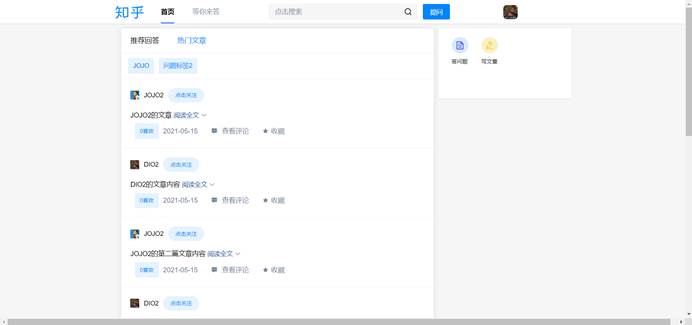 知乎 首页 等你来答 点击搜索 提问
推荐回答 热门文章
JOJO 问题标签2
答问题 写文章
JOJO2 点击关注
JOJO2的文章 阅读全文
0喜欢 2021-05-15 查看评论 收藏
DIO2 点击关注
DIO2的文章内容 阅读全文
0喜欢 2021-05-15 查看评论 收藏
JOJO2 点击关注
JOJO2的第二篇文章内容 阅读全文
0喜欢 2021-05-15 查看评论 收藏
DIO2 点击关注